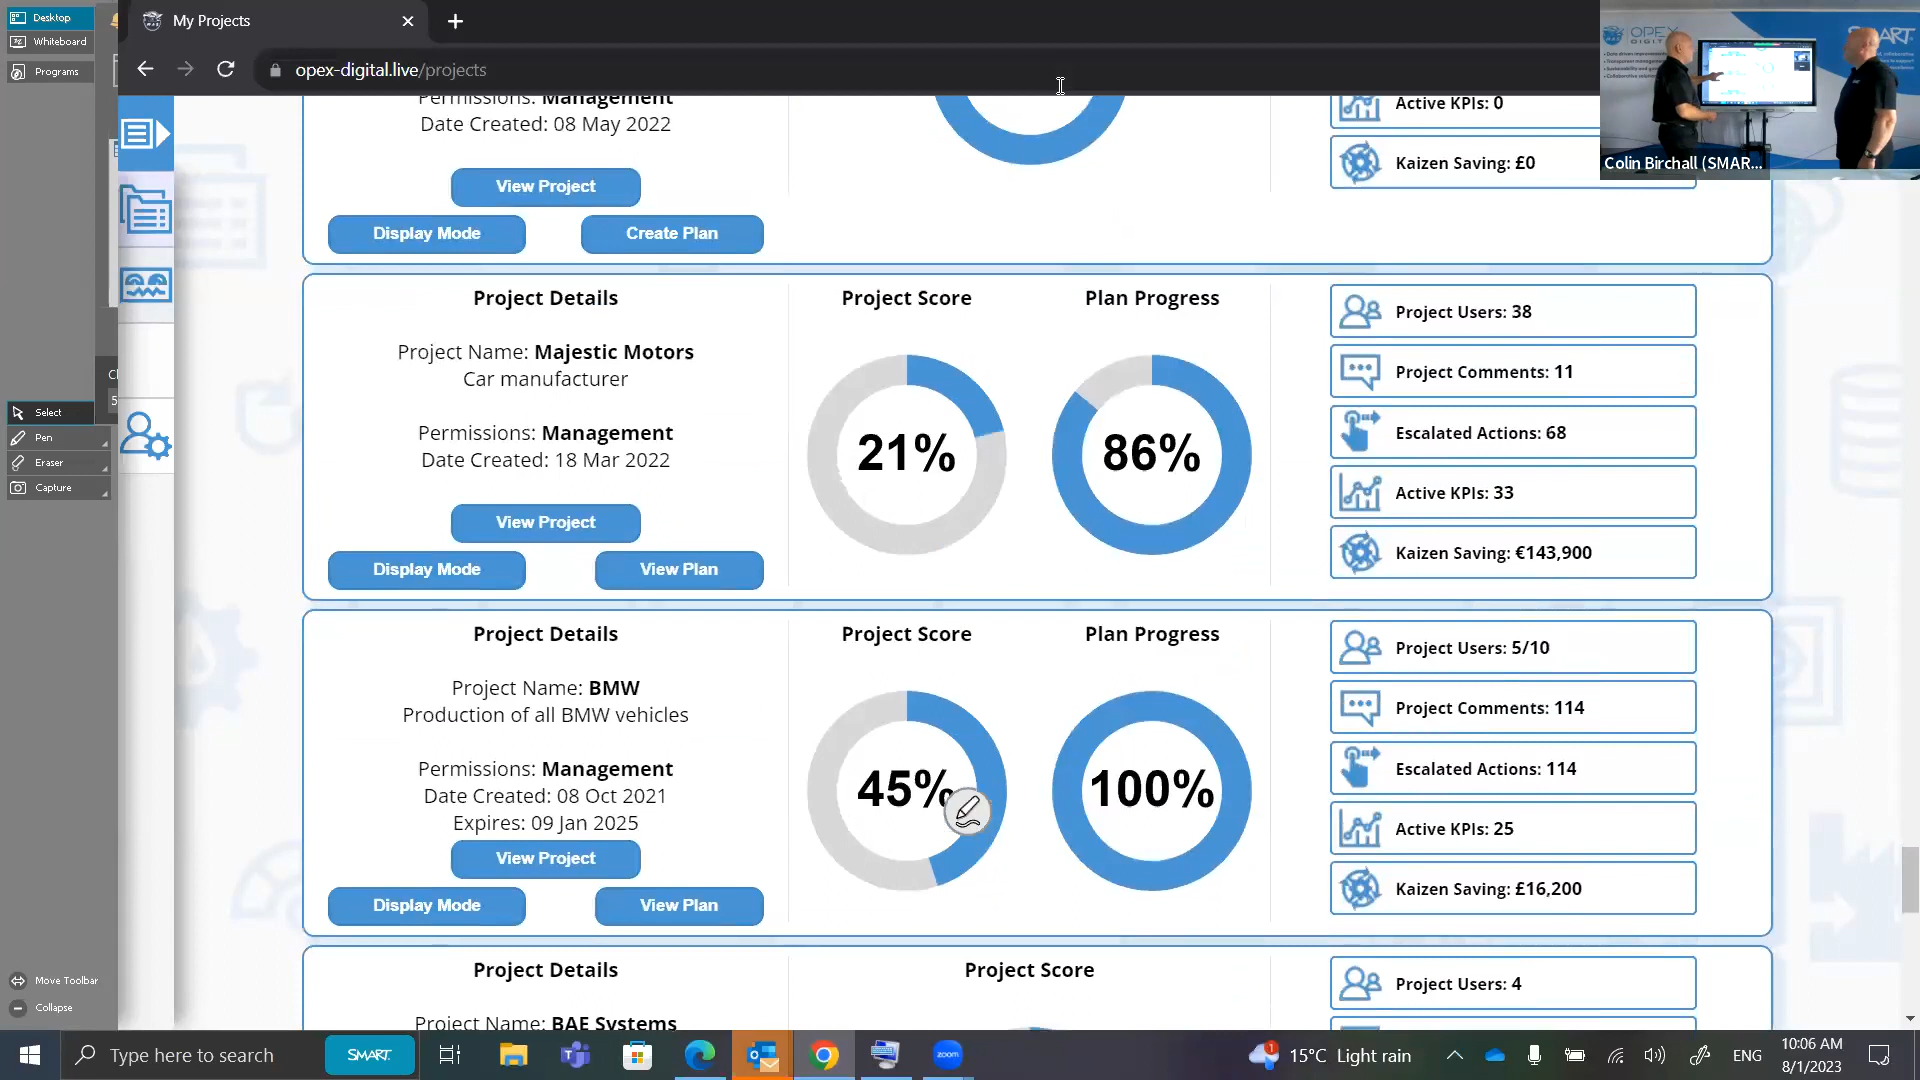 Desktop
Whiteboard
Programs
Select
Pen
Eraser
Capture
Move Toolbar
Collapse
My Projects
opex-digital.live/projects
Permissions: Management
Date Created: 08 May 2022
View Project
Display Mode
Create Plan
Active KPIs: 0
Kaizen Saving: £0
OPEX
SMART
Colin Birchall (SMAR...
Project Details
Project Name: Majestic Motors
Car manufacturer
Permissions: Management
Date Created: 18 Mar 2022
View Project
Display Mode
View Plan
Project Score
21%
Plan Progress
86%
Project Users: 38
Project Comments: 11
Escalated Actions: 68
Active KPIs: 33
Kaizen Saving: €143,900
Project Details
Project Name: BMW
Production of all BMW vehicles
Permissions: Management
Date Created: 08 Oct 2021
Expires: 09 Jan 2025
View Project
Display Mode
View Plan
Project Score
45%
Plan Progress
100%
Project Users: 5/10
Project Comments: 114
Escalated Actions: 114
Active KPIs: 25
Kaizen Saving: £16,200
Project Details
Project Name: BAE Systems
Project Score
Project Users: 4
Type here to search
SMART
zoom
1
15°C Light rain
ENG
10:06 AM
8/1/2023